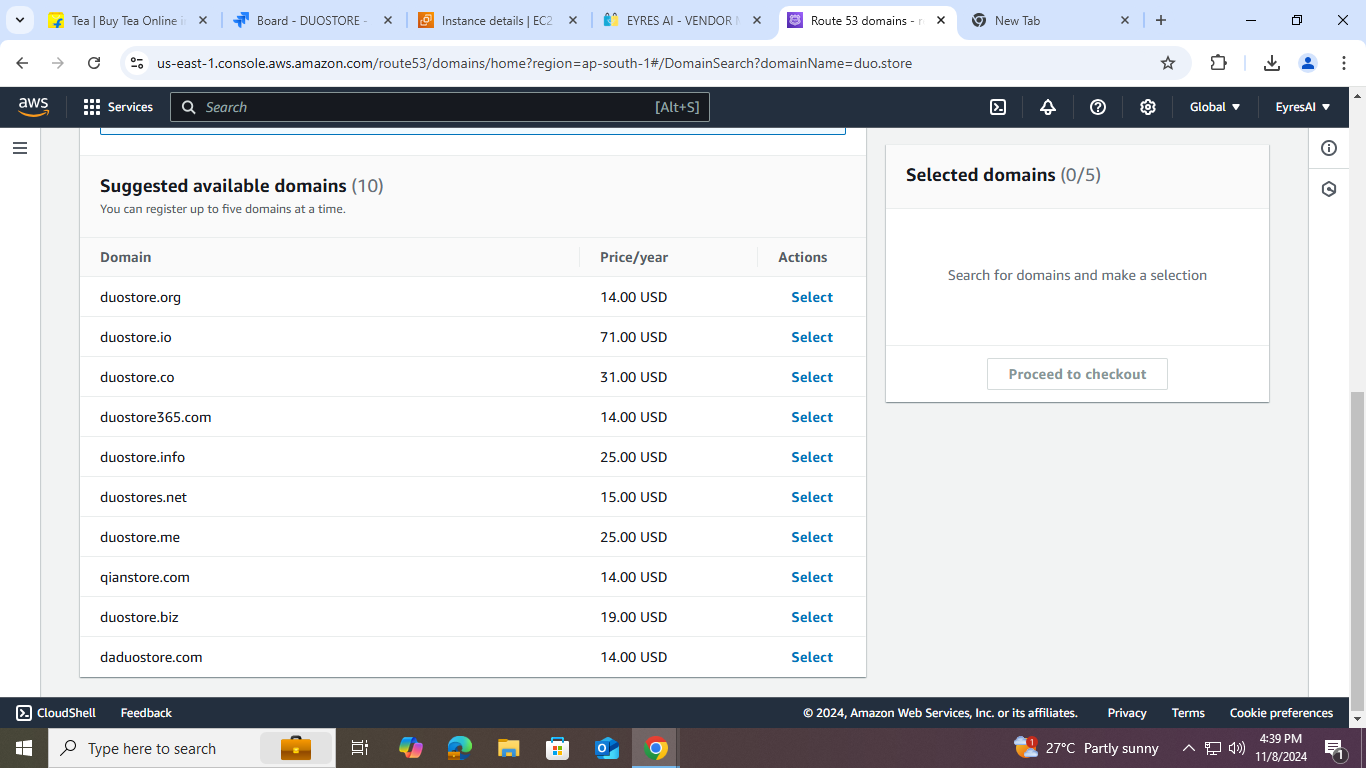 Tea | Buy Tea Online i
Board - DUOSTORE -
Instance details | EC2
EYRES AI - VENDOR M
Route 53 domains - r
New Tab
us-east-1.console.aws.amazon.com/route53/domains/home?region=ap-south-1#/DomainSearch?domainName=duo.store
aws
Services
Search
[Alt+S]
Global
EyresAI
Suggested available domains (10)
You can register up to five domains at a time.
Domain Price/year Actions
duostore.org 14.00 USD Select
duostore.io 71.00 USD Select
duostore.co 31.00 USD Select
duostore365.com 14.00 USD Select
duostore.info 25.00 USD Select
duostores.net 15.00 USD Select
duostore.me 25.00 USD Select
qianstore.com 14.00 USD Select
duostore.biz 19.00 USD Select
daduostore.com 14.00 USD Select
Selected domains (0/5)
Search for domains and make a selection
Proceed to checkout
CloudShell
Feedback
© 2024, Amazon Web Services, Inc. or its affiliates.
Privacy
Terms
Cookie preferences
Type here to search
1
27°C Partly sunny
4:39 PM
11/8/2024
1